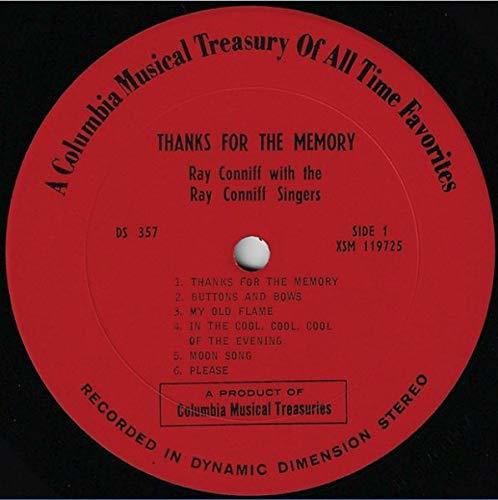 A Columbia Musical Treasury Of All Time Favorites
THANKS FOR THE MEMORY
Ray Conniff with the
Ray Conniff Singers
DS 357
SIDE 1
XSM 119725
1. THANKS FOR THE MEMORY
2. BUTTONS AND BOWS
3. MY OLD FLAME
4. IN THE COOL, COOL, COOL
OF THE EVENING
5. MOON SONG
6. PLEASE
A PRODUCT OF
Columbia Musical Treasuries
RECORDED IN DYNAMIC DIMENSION STEREO